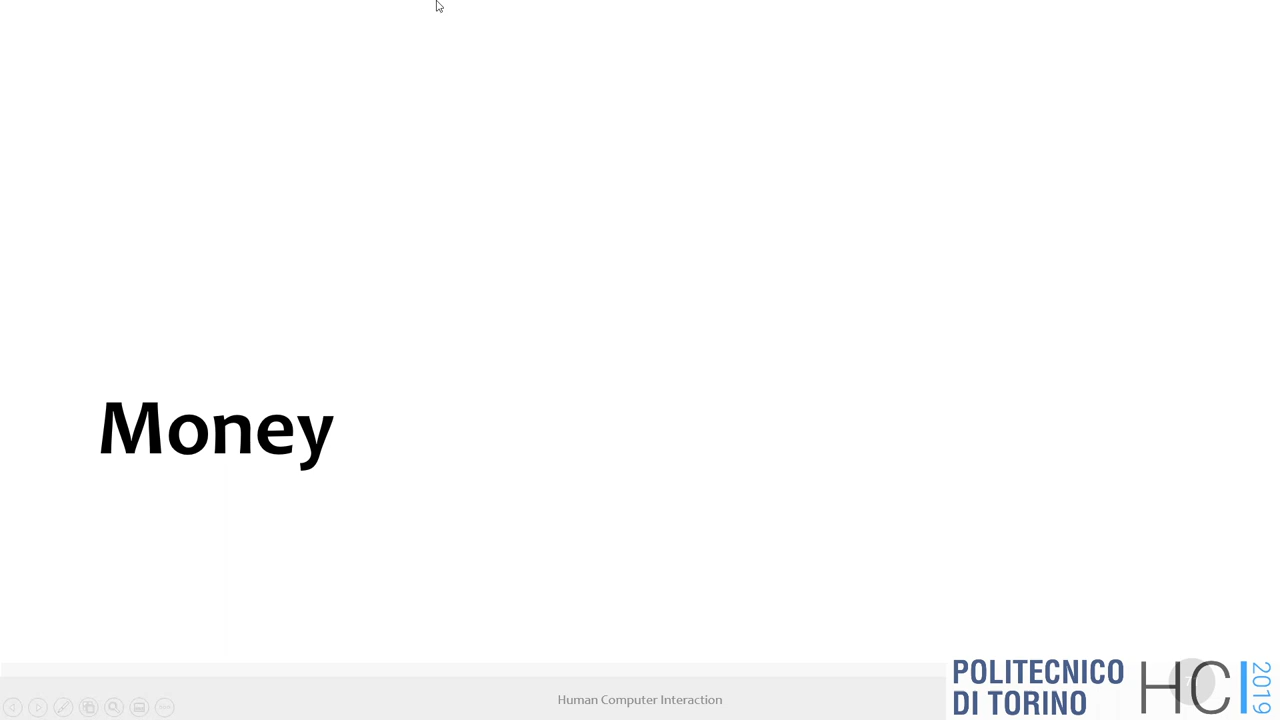 Money
Human Computer Interaction
POLITECNICO
DI TORINO
HCI
2019